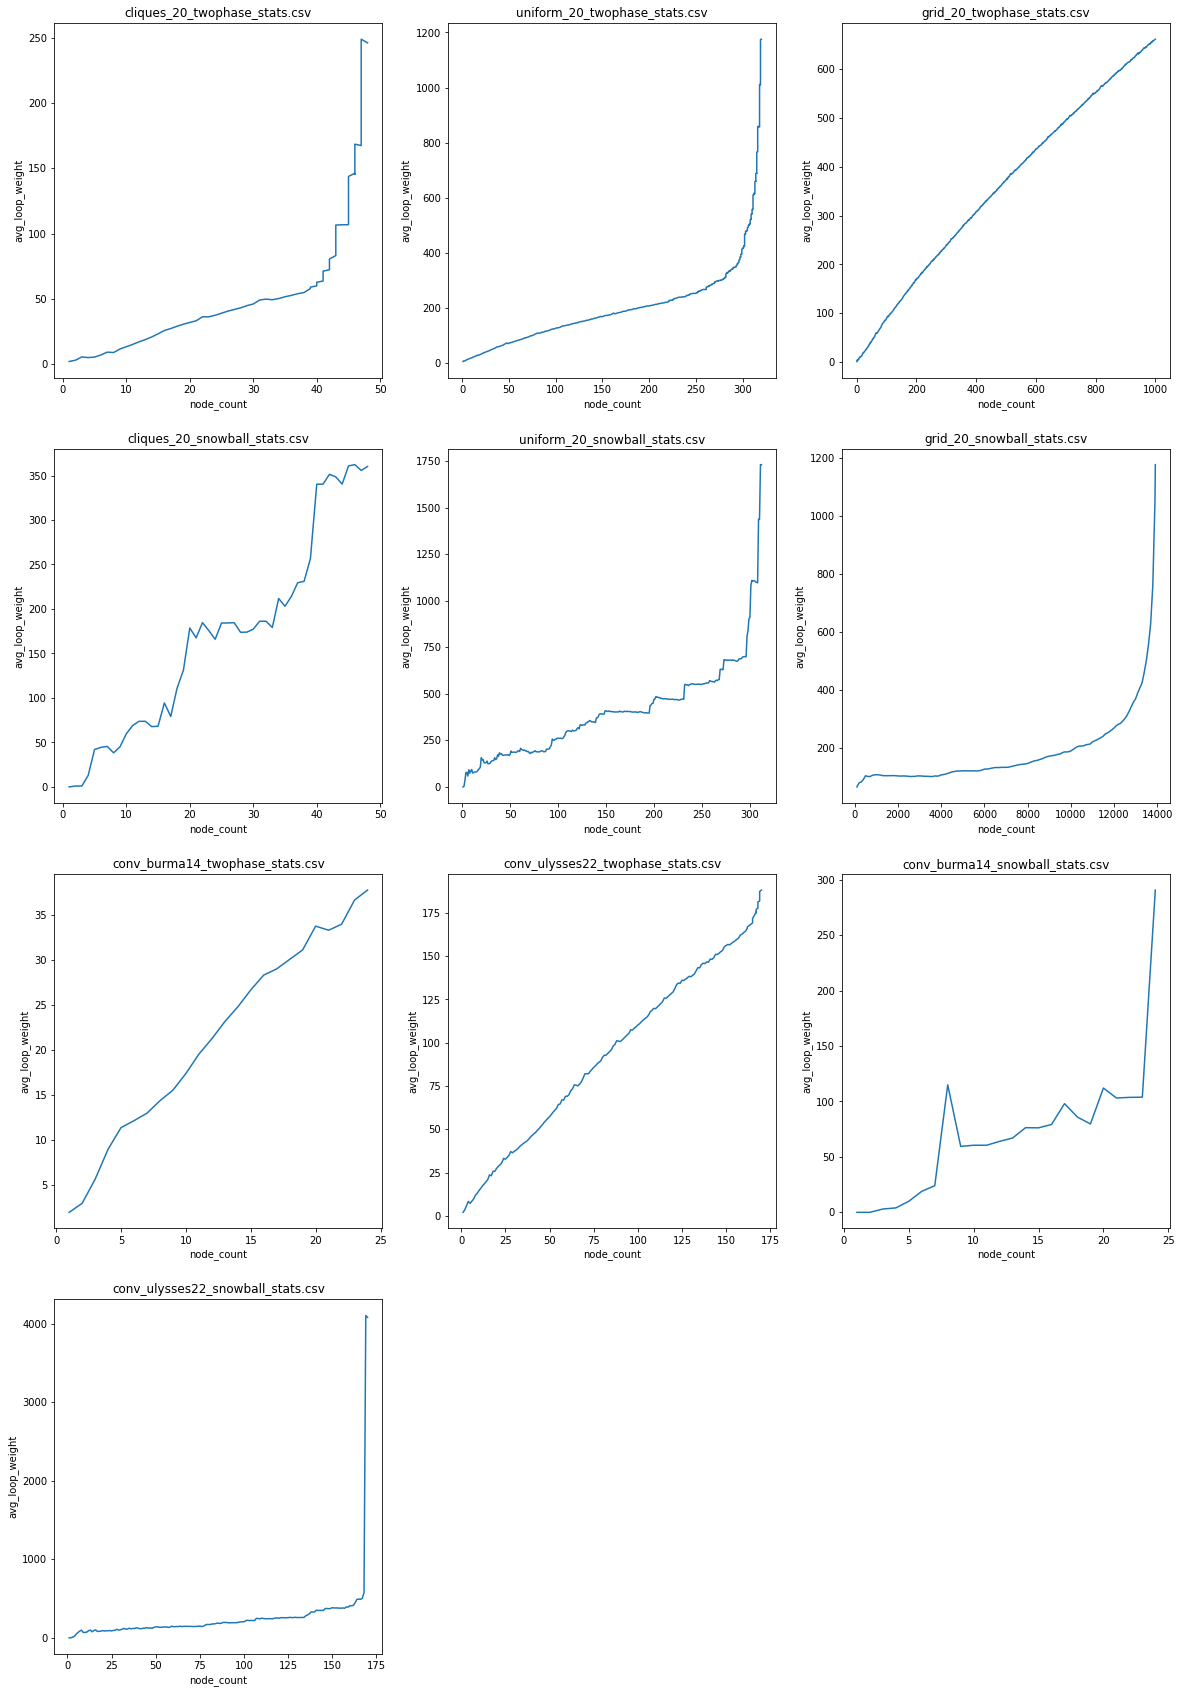 cliques_20_twophase_stats.csv
250
200
150
100
50
0
avg_loop_weight
0 10 20 30 40 50
node_count
uniform_20_twophase_stats.csv
1200
1000
800
600
400
200
0
avg_loop_weight
0 50 100 150 200 250 300
node_count
grid_20_twophase_stats.csv
600
500
400
300
200
100
0
avg_loop_weight
0 200 400 600 800 1000
node_count
cliques_20_snowball_stats.csv
350
300
250
200
150
100
50
0
avg_loop_weight
0 10 20 30 40 50
node_count
uniform_20_snowball_stats.csv
1750
1500
1250
1000
750
500
250
0
avg_loop_weight
0 50 100 150 200 250 300
node_count
grid_20_snowball_stats.csv
1200
1000
800
600
400
200
avg_loop_weight
0 2000 4000 6000 8000 10000 12000 14000
node_count
conv_burma14_twophase_stats.csv
35
30
25
20
15
10
5
avg_loop_weight
0 5 10 15 20 25
node_count
conv_ulysses22_twophase_stats.csv
175
150
125
100
75
50
25
0
avg_loop_weight
0 25 50 75 100 125 150 175
node_count
conv_burma14_snowball_stats.csv
300
250
200
150
100
50
0
avg_loop_weight
0 5 10 15 20 25
node_count
conv_ulysses22_snowball_stats.csv
4000
3000
2000
1000
0
avg_loop_weight
0 25 50 75 100 125 150 175
node_count